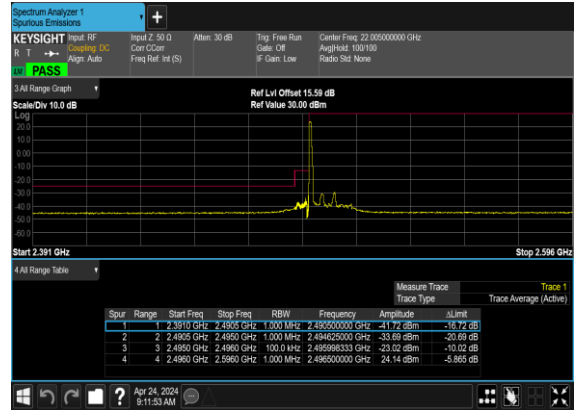 Spectrum Analyzer 1
Spurious Emissions
+
KEYSIGHT Input: RF Input Z: 50 Ω Atten: 30 dB Trig: Free Run Center Freq: 22.005000000 GHz
R T Coupling: DC Corr CCorr Gate: Off Avg|Hold: 100/100
Align: Auto Freq Ref: Int (S) IF Gain: Low Radio Std: None
LM PASS
3 All Range Graph
Ref Lvl Offset 15.59 dB
Scale/Div 10.0 dB Ref Value 30.00 dBm
Log
20.0
10.0
0.00
-10.0
-20.0
-30.0
-40.0
-50.0
-60.0
Start 2.391 GHz Stop 2.596 GHz
4 All Range Table
Measure Trace Trace 1
Trace Type Trace Average (Active)
Spur Range Start Freq Stop Freq RBW Frequency Amplitude ΔLimit
1 1 2.3910 GHz 2.4905 GHz 1.000 MHz 2.490500000 GHz -41.72 dBm -16.72 dB
2 2 2.4905 GHz 2.4950 GHz 1.000 MHz 2.494625000 GHz -33.69 dBm -20.69 dB
3 3 2.4950 GHz 2.4960 GHz 100.0 kHz 2.495998333 GHz -23.02 dBm -10.02 dB
4 4 2.4960 GHz 2.5960 GHz 1.000 MHz 2.496500000 GHz 24.14 dBm -5.865 dB
? Apr 24, 2024
9:11:53 AM